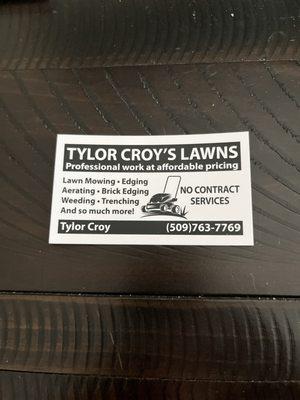 TYLOR CROY'S LAWNS
Professional work at affordable pricing
Lawn Mowing • Edging
Aerating • Brick Edging
Weeding • Trenching
And so much more!
NO CONTRACT
SERVICES
Tylor Croy (509)763-7769